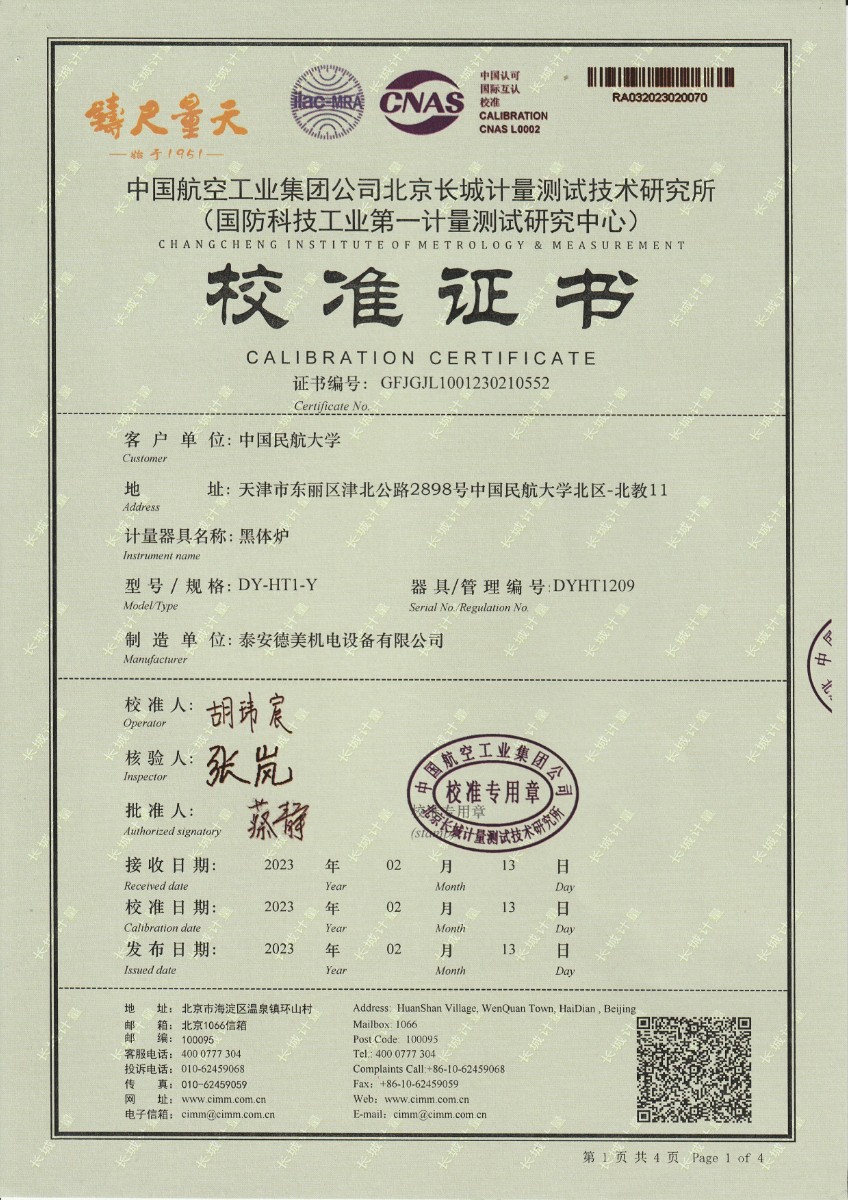 鑄尺量天
始于1951
ilac-MRA
CNAS
中国认可
国际互认
校准
CALIBRATION
CNAS L0002
RA032023020070
中国航空工业集团公司北京长城计量测试技术研究所
（国防科技工业第一计量测试研究中心）
CHANGCHENG INSTITUTE OF METROLOGY & MEASUREMENT
校准证书
CALIBRATION CERTIFICATE
证书编号: GFJGJL1001230210552
Certificate No.
客户单位: 中国民航大学
Customer
地址: 天津市东丽区津北公路2898号中国民航大学北区-北教11
Address
计量器具名称: 黑体炉
Instrument name
型号/规格: DY-HT1-Y 器具/管理编号: DYHT1209
Model/Type Serial No./Regulation No.
制造单位: 泰安德美机电设备有限公司
Manufacturer
校准人: 胡玮宸
Operator
核验人: 张岚
Inspector
批准人: 蔡静
Authorized signatory
中国航空工业集团公司
校准专用章
北京长城计量测试技术研究所
校准专用章
(stamp)
接收日期: 2023 年 02 月 13 日
Received date Year Month Day
校准日期: 2023 年 02 月 13 日
Calibration date Year Month Day
发布日期: 2023 年 02 月 13 日
Issued date Year Month Day
地址: 北京市海淀区温泉镇环山村 Address: HuanShan Village, WenQuan Town, HaiDian , Beijing
邮箱: 北京1066信箱 Mailbox: 1066
邮编: 100095 Post Code: 100095
客服电话: 400 0777 304 Tel.: 400 0777 304
投诉电话: 010-62459068 Complaints Call:+86-10-62459068
传真: 010-62459059 Fax: +86-10-62459059
网址: www.cimm.com.cn Web: www.cimm.com.cn
电子信箱: cimm@cimm.com.cn E-mail: cimm@cimm.com.cn
第 1 页 共 4 页 Page 1 of 4
长城计量